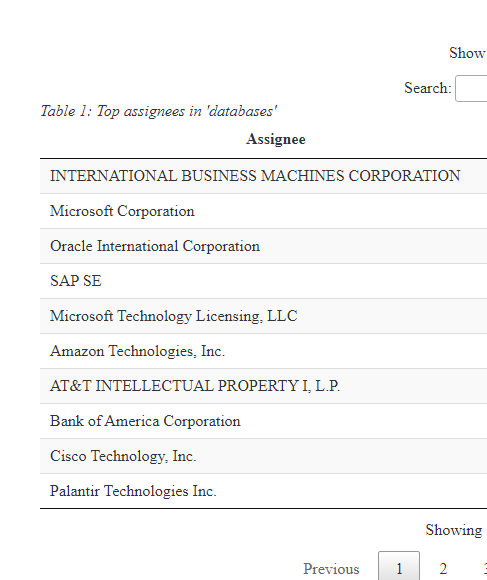 Show
Search:
Table 1: Top assignees in 'databases'
Assignee
INTERNATIONAL BUSINESS MACHINES CORPORATION
Microsoft Corporation
Oracle International Corporation
SAP SE
Microsoft Technology Licensing, LLC
Amazon Technologies, Inc.
AT&T INTELLECTUAL PROPERTY I, L.P.
Bank of America Corporation
Cisco Technology, Inc.
Palantir Technologies Inc.
Showing
Previous 1 2